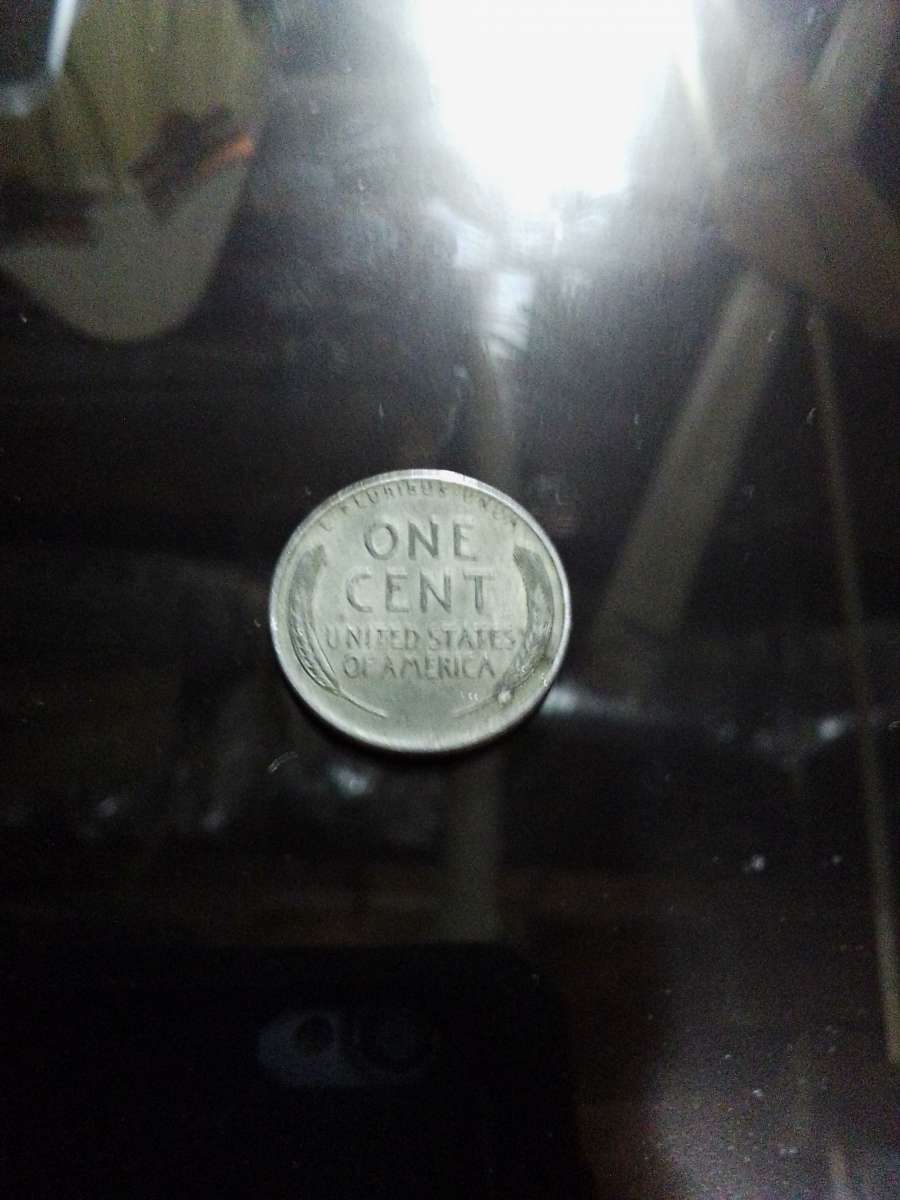 E PLURIBUS UNUM
ONE
CENT
UNITED STATES
OF AMERICA